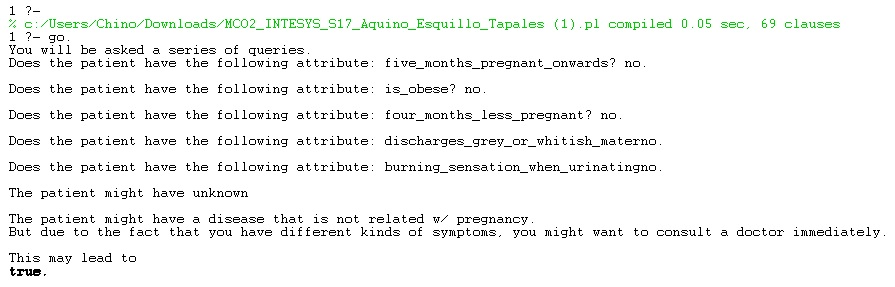 1 ?-
% c:/Users/Chino/Downloads/MCO2_INTESYS_S17_Aquino_Esquillo_Tapales (1).pl compiled 0.05 sec, 69 clauses
1 ?- go.
You will be asked a series of queries.
Does the patient have the following attribute: five_months_pregnant_onwards? no.
Does the patient have the following attribute: is_obese? no.
Does the patient have the following attribute: four_months_less_pregnant? no.
Does the patient have the following attribute: discharges_grey_or_whitish_materno.
Does the patient have the following attribute: burning_sensation_when_urinatingno.
The patient might have unknown
The patient might have a disease that is not related w/ pregnancy.
But due to the fact that you have different kinds of symptoms, you might want to consult a doctor immediately.
This may lead to
true.